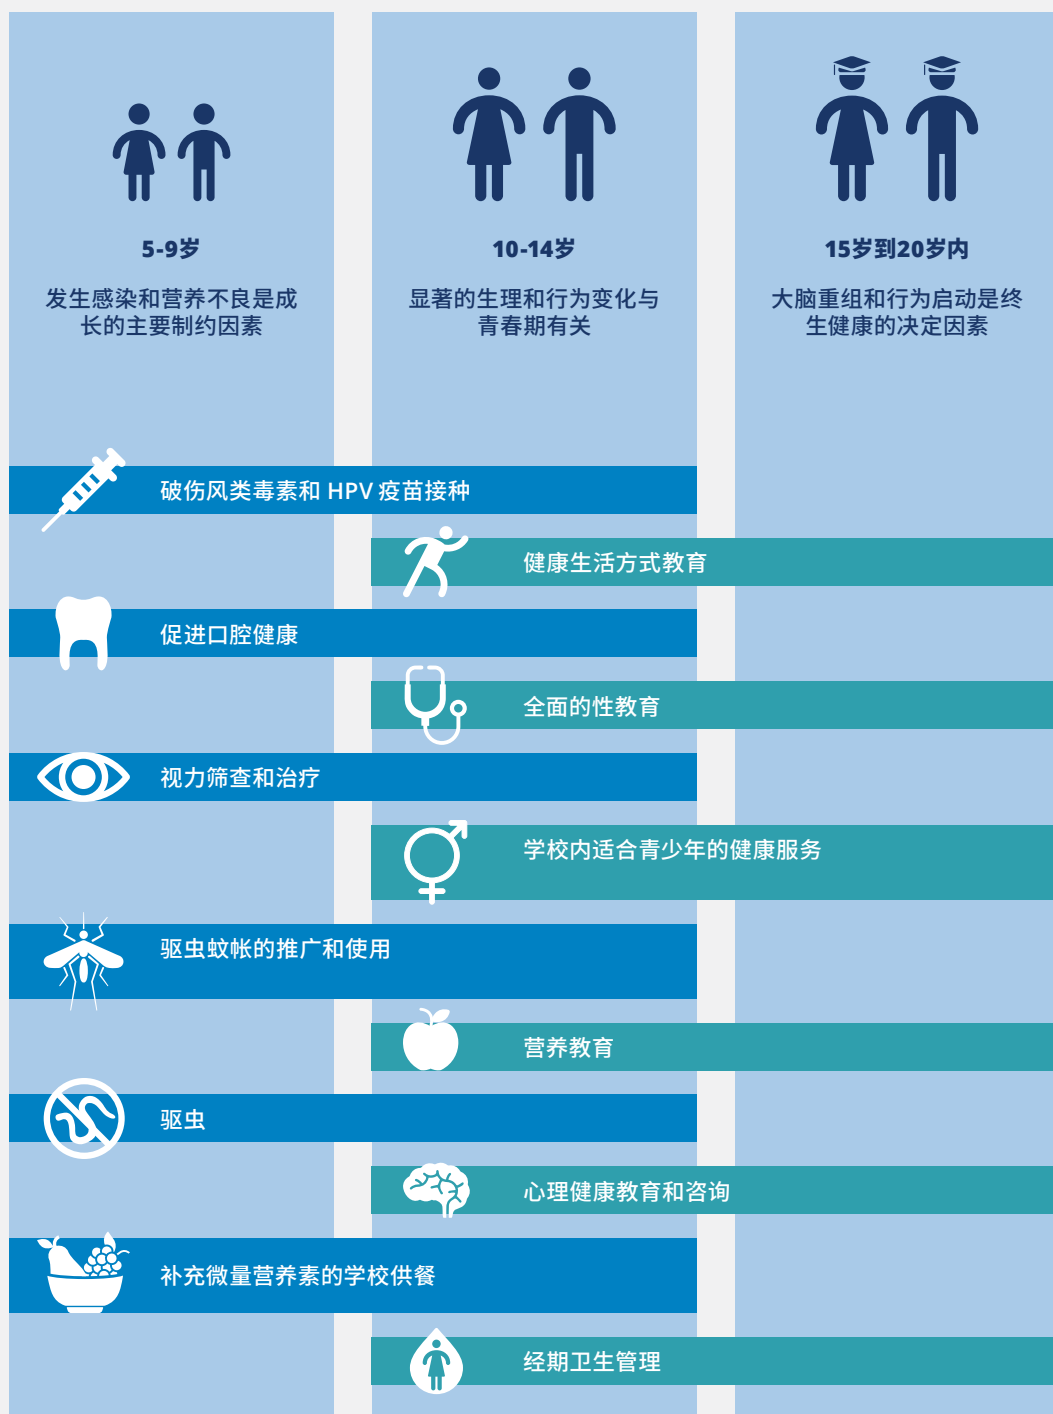 5-9岁
发生感染和营养不良是成
长的主要制约因素
10-14岁
显著的生理和行为变化与
青春期有关
15岁到20岁内
大脑重组和行为启动是终
生健康的决定因素
破伤风类毒素和 HPV 疫苗接种
健康生活方式教育
促进口腔健康
全面的性教育
视力筛查和治疗
学校内适合青少年的健康服务
驱虫蚊帐的推广和使用
营养教育
驱虫
心理健康教育和咨询
补充微量营养素的学校供餐
经期卫生管理